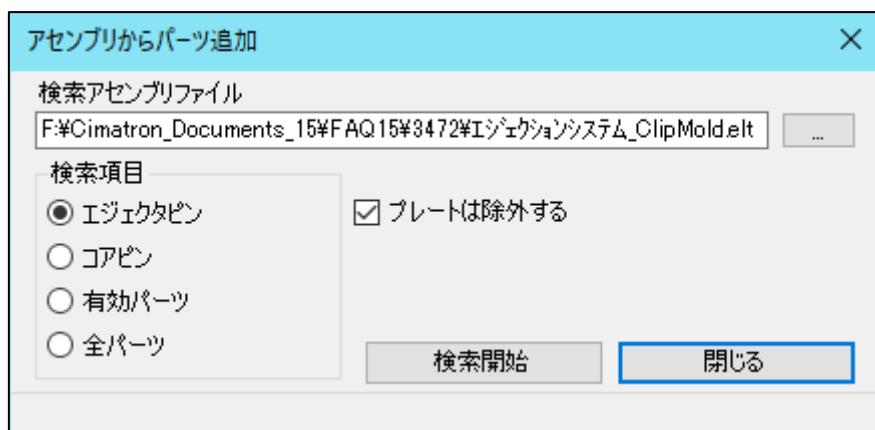 アセンブリからパーツ追加
検索アセンブリファイル
F:¥Cimatron_Documents_15¥FAQ15¥3472¥エジェクションシステム_ClipMold.elt
...
検索項目
エジェクタピン
プレートは除外する
コアピン
有効パーツ
全パーツ
検索開始
閉じる